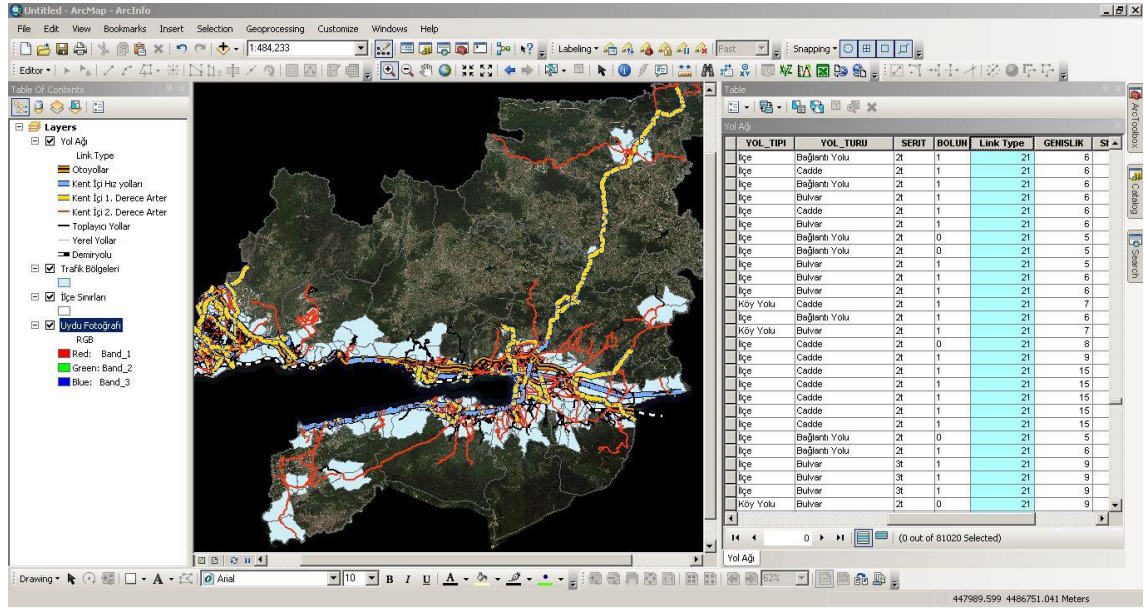 Untitled - ArcMap - ArcInfo
File Edit View Bookmarks Insert Selection Geoprocessing Customize Windows Help
1:484,233 Labeling Fast Snapping
Editor
Table Of Contents
Layers
Yol Ağı
Link Type
Otoyollar
Kent İçi Hız yolları
Kent İçi 1. Derece Arter
Kent İçi 2. Derece Arter
Toplayıcı Yollar
Yerel Yollar
Demiryolu
Trafik Bölgeleri
İlçe Sınırları
Uydu Fotoğrafı
RGB
Red: Band_1
Green: Band_2
Blue: Band_3
Table
Yol Ağı
YOL_TIPI YOL_TURU SERIT BOLUN Link Type GENISLIK
İlçe Bağlantı Yolu 2t 1 21 6
İlçe Cadde 2t 1 21 6
İlçe Bağlantı Yolu 2t 1 21 6
İlçe Bulvar 2t 1 21 6
İlçe Cadde 2t 1 21 6
İlçe Bulvar 2t 1 21 6
İlçe Bağlantı Yolu 2t 0 21 5
İlçe Bağlantı Yolu 2t 0 21 5
İlçe Bulvar 2t 1 21 5
İlçe Bulvar 2t 1 21 6
İlçe Bulvar 2t 1 21 6
Köy Yolu Cadde 2t 1 21 7
İlçe Bağlantı Yolu 2t 1 21 6
Köy Yolu Bulvar 2t 1 21 7
İlçe Cadde 2t 0 21 8
İlçe Cadde 2t 1 21 9
İlçe Cadde 2t 1 21 15
İlçe Cadde 2t 1 21 15
İlçe Cadde 2t 1 21 15
İlçe Cadde 2t 1 21 15
İlçe Cadde 2t 1 21 15
İlçe Bağlantı Yolu 2t 0 21 5
İlçe Bağlantı Yolu 2t 1 21 6
İlçe Bulvar 3t 1 21 9
İlçe Bulvar 3t 1 21 9
İlçe Bulvar 2t 1 21 9
Köy Yolu Bulvar 2t 0 21 9
0 (0 out of 81020 Selected)
Yol Ağı
ArcToolbox
Catalog
Search
Drawing A Arial 10 B I U A 62%
447989.599 4486751.041 Meters